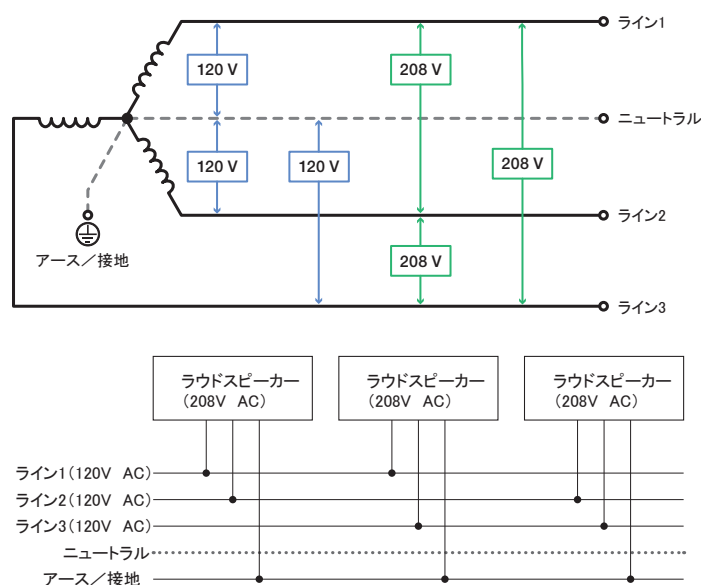 ライン1
120 V
208 V
ニュートラル
120 V
120 V
208 V
ライン2
208 V
アース／接地
ライン3
ラウドスピーカー
(208V AC)
ラウドスピーカー
(208V AC)
ラウドスピーカー
(208V AC)
ライン1(120V AC)
ライン2(120V AC)
ライン3(120V AC)
ニュートラル
アース／接地